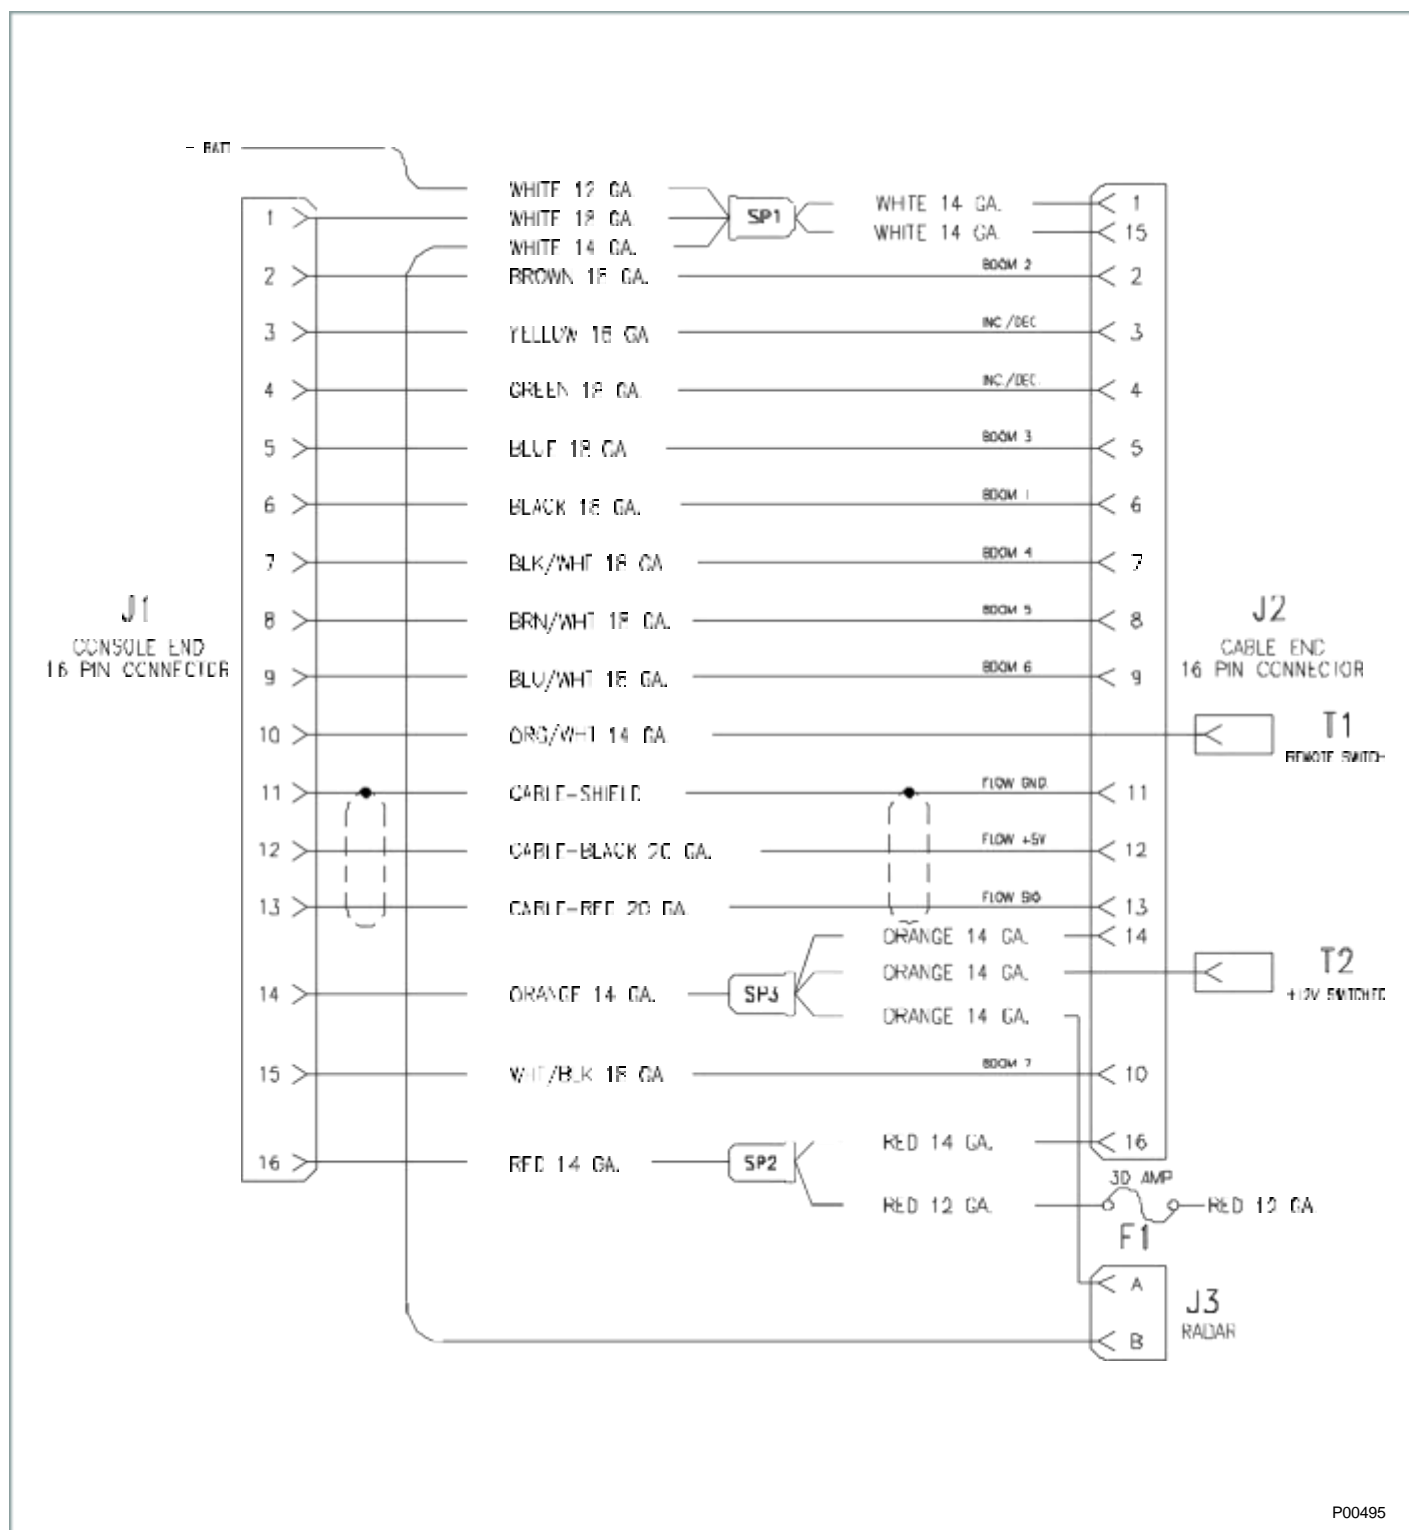 - BATT
WHITE 12 GA.
WHITE 18 GA.
WHITE 14 GA.
SP1
WHITE 14 GA.
WHITE 14 GA.
1
1
15
2
BROWN 18 GA.
BOOM 2
2
3
YELLOW 18 GA
INC./DEC
3
4
GREEN 18 GA.
INC./DEC.
4
5
BLUE 18 GA
BOOM 3
5
6
BLACK 18 GA.
BOOM 1
6
7
BLK/WHT 18 GA
BOOM 4
7
8
BRN/WHT 18 GA.
BOOM 5
8
9
BLU/WHT 18 GA.
BOOM 6
9
J1
CONSOLE END
16 PIN CONNECTOR
J2
CABLE END
16 PIN CONNECTOR
10
ORG/WHT 14 GA
T1
REMOTE SWITCH
11
CABLE-SHIELD
FLOW GND.
11
12
CABLE-BLACK 20 GA.
FLOW +5V
12
13
CABLE-RED 20 GA.
FLOW SIG
13
ORANGE 14 GA.
14
ORANGE 14 GA.
T2
+12V SWITCHED
14
ORANGE 14 GA.
SP3
ORANGE 14 GA.
15
WHT/BLK 18 GA
BOOM 7
10
16
RED 14 GA.
SP2
RED 14 GA.
16
RED 12 GA.
30 AMP
F1
RED 12 GA.
A
B
J3
RADAR
P00495